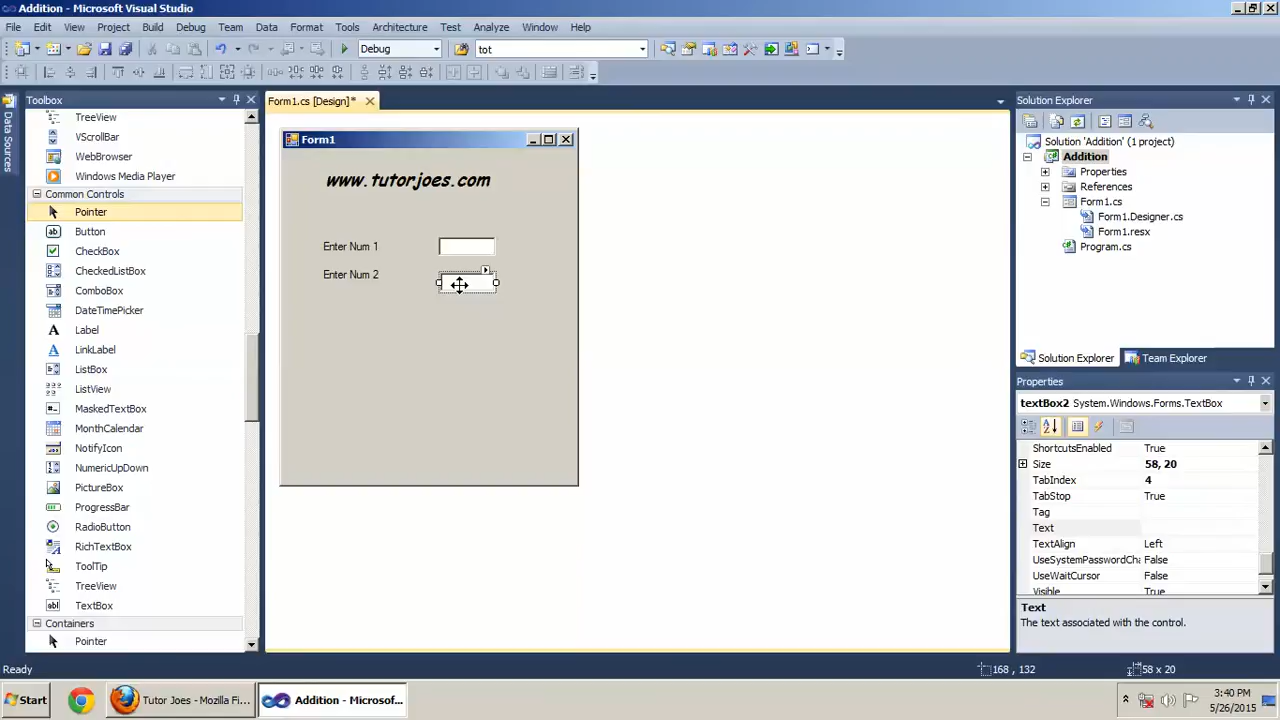 Addition - Microsoft Visual Studio
File Edit View Project Build Debug Team Data Format Tools Architecture Test Analyze Window Help
Debug
tot
Data Sources
Toolbox
TreeView
VScrollBar
WebBrowser
Windows Media Player
Common Controls
Pointer
Button
CheckBox
CheckedListBox
ComboBox
DateTimePicker
Label
LinkLabel
ListBox
ListView
MaskedTextBox
MonthCalendar
NotifyIcon
NumericUpDown
PictureBox
ProgressBar
RadioButton
RichTextBox
ToolTip
TreeView
TextBox
Containers
Pointer
Form1.cs [Design]*
Form1
www.tutorjoes.com
Enter Num 1
Enter Num 2
Solution Explorer
Solution 'Addition' (1 project)
Addition
Properties
References
Form1.cs
Form1.Designer.cs
Form1.resx
Program.cs
Solution Explorer Team Explorer
Properties
textBox2 System.Windows.Forms.TextBox
ShortcutsEnabled True
Size 58, 20
TabIndex 4
TabStop True
Tag
Text
TextAlign Left
UseSystemPasswordCha False
UseWaitCursor False
Visible True
Text
The text associated with the control.
Ready
168 , 132
58 x 20
Start
Tutor Joes - Mozilla Fi...
Addition - Microsof...
3:40 PM
5/26/2015